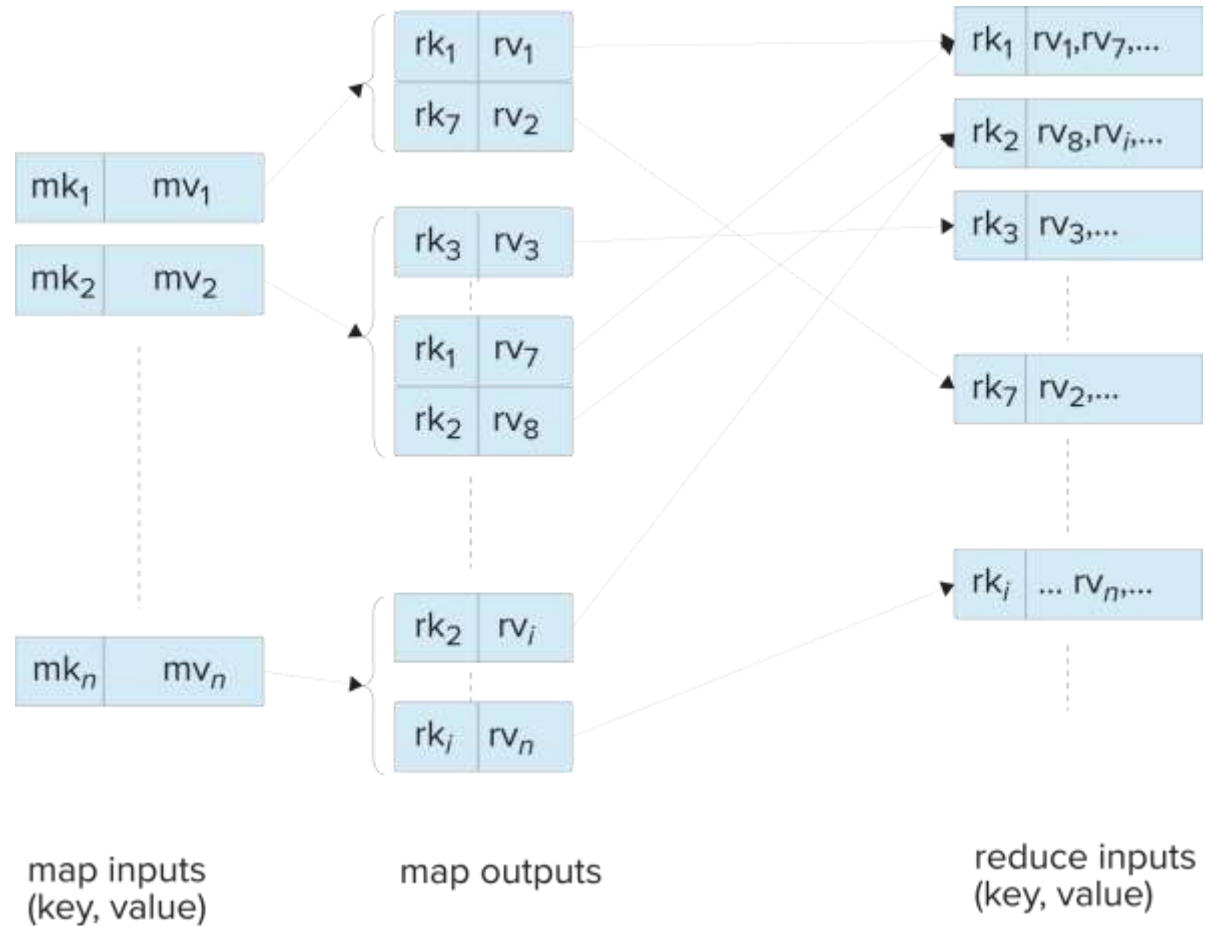 mk₁ mv₁
mk₂ mv₂
mkₙ mvₙ
map inputs
(key, value)
rk₁ rv₁
rk₇ rv₂
rk₃ rv₃
rk₁ rv₇
rk₂ rv₈
rk₂ rvᵢ
rkᵢ rvₙ
map outputs
rk₁ rv₁,rv₇,...
rk₂ rv₈,rvᵢ,...
rk₃ rv₃,...
rk₇ rv₂,...
rkᵢ ... rvₙ,...
reduce inputs
(key, value)